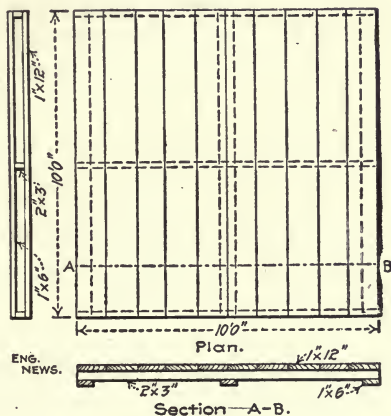 1"x12"
10'0"
2"x3"
1"x6"
A
B
10'0"
Plan.
ENG.
NEWS.
1"x12"
2"x3"
1"x6"
Section A-B.